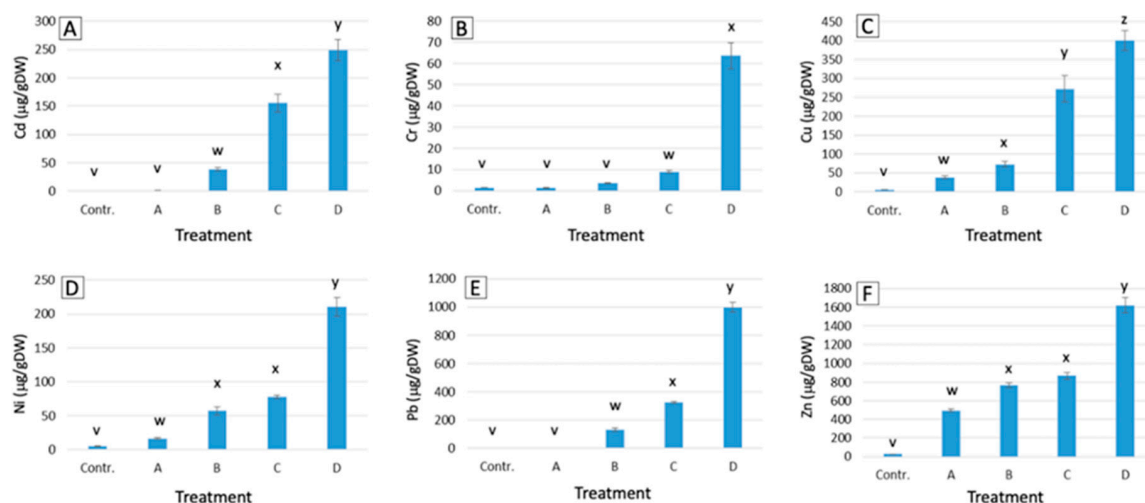 A
Cd (µg/gDW)
300
250
200
150
100
50
0
v
v
w
x
y
Contr.
A
B
C
D
Treatment
B
Cr (µg/gDW)
80
70
60
50
40
30
20
10
0
v
v
v
w
x
Contr.
A
B
C
D
Treatment
C
Cu (µg/gDW)
450
400
350
300
250
200
150
100
50
0
v
w
x
y
z
Contr.
A
B
C
D
Treatment
D
Ni (µg/gDW)
250
200
150
100
50
0
v
w
x
x
y
Contr.
A
B
C
D
Treatment
E
Pb (µg/gDW)
1200
1000
800
600
400
200
0
v
v
w
x
y
Contr.
A
B
C
D
Treatment
F
Zn (µg/gDW)
1800
1600
1400
1200
1000
800
600
400
200
0
v
w
x
x
y
Contr.
A
B
C
D
Treatment